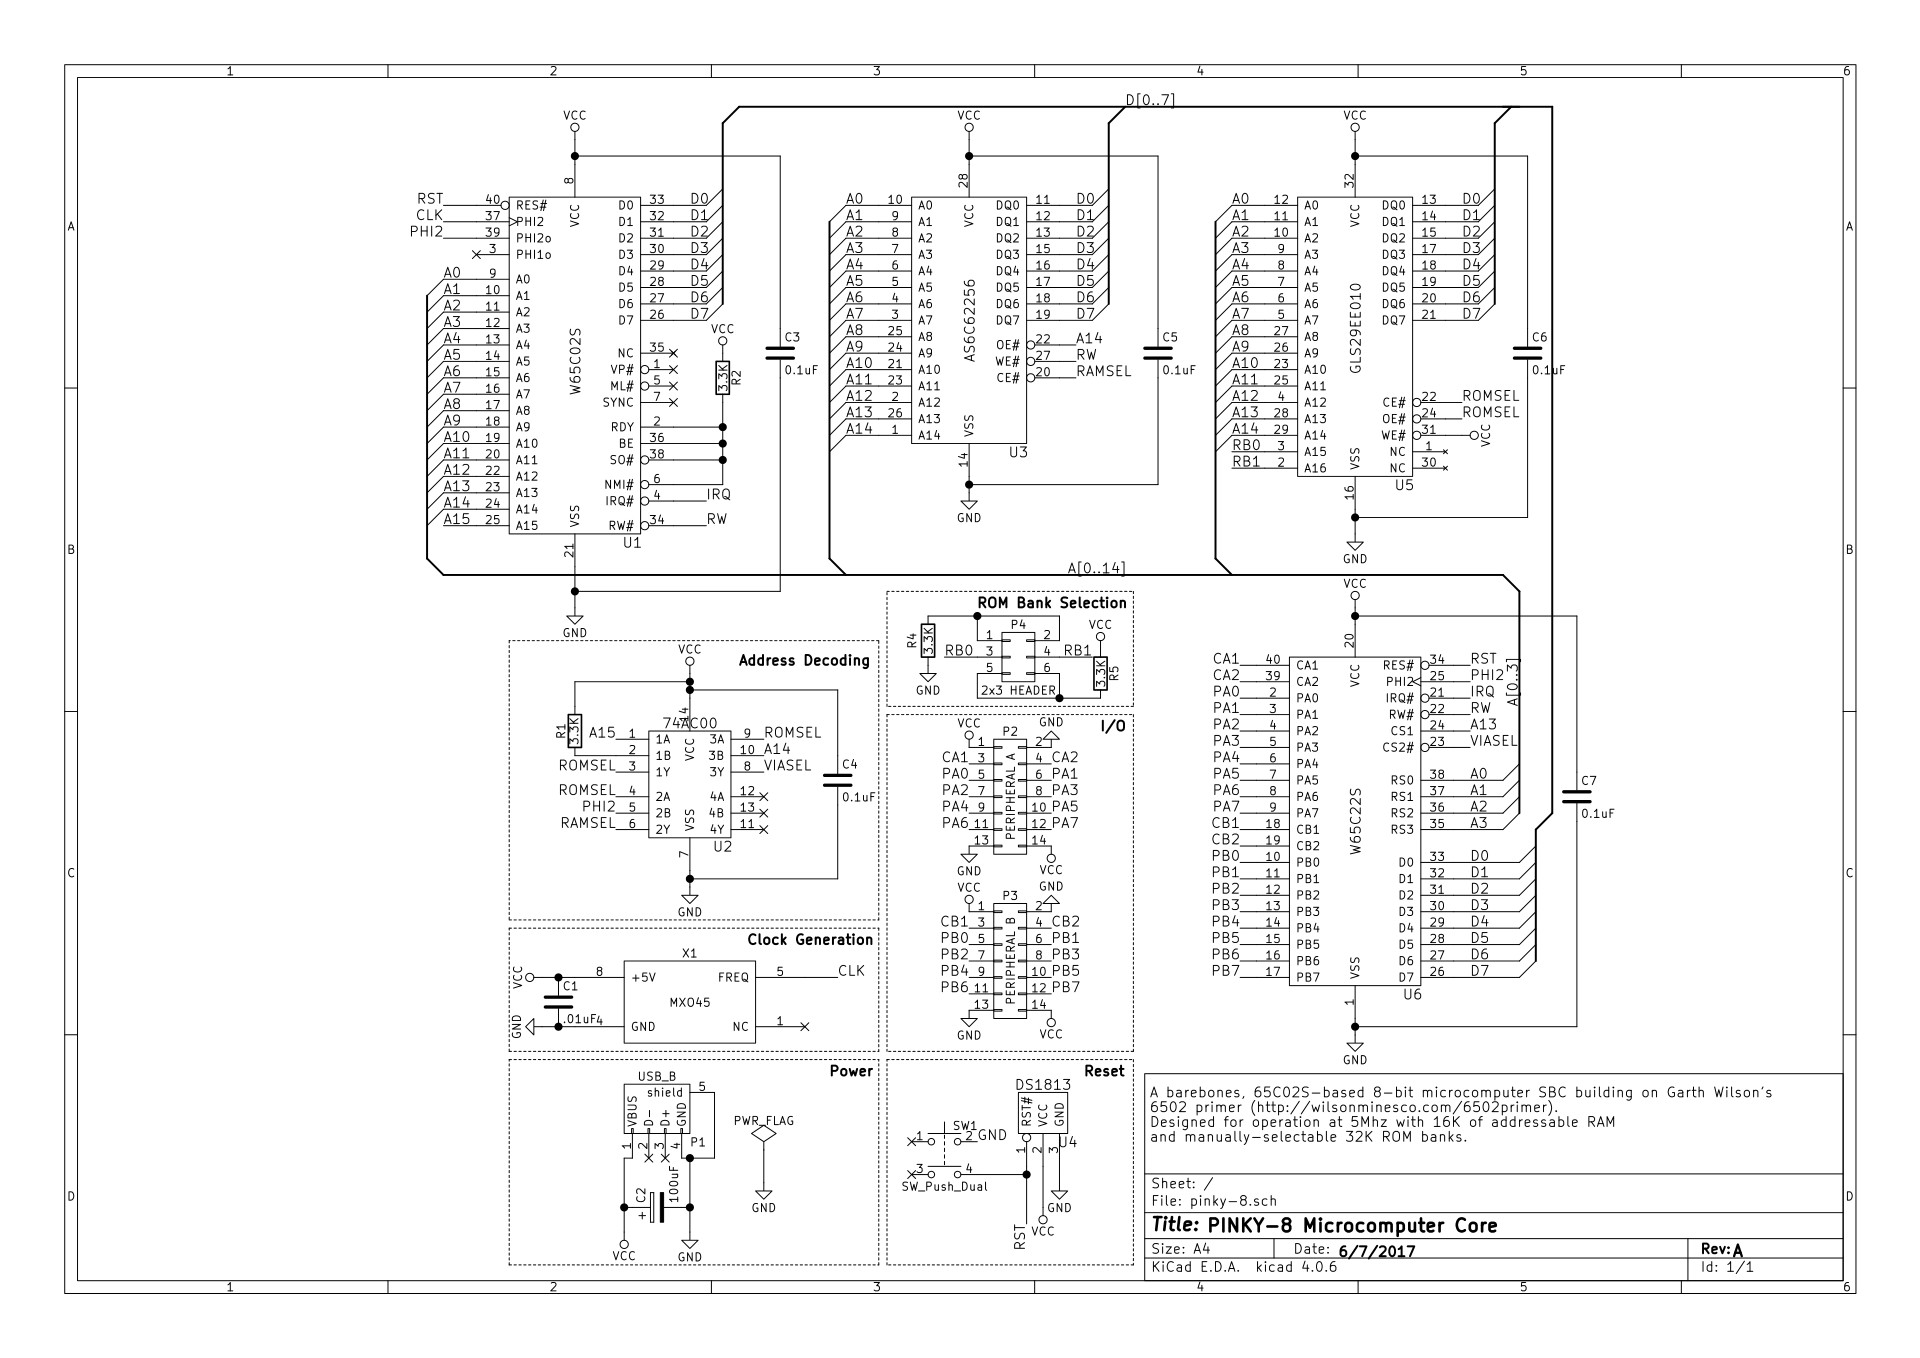 1 2 3 4 5 6
A
B
C
D
D[0..7]
A[0..14]
A[0..3]
VCC
8
VCC
RST 40 RES#
CLK 37 PHI2
PHI2 39 PHI2o
3 PHI1o
A0 9 A0
A1 10 A1
A2 11 A2
A3 12 A3
A4 13 A4
A5 14 A5
A6 15 A6
A7 16 A7
A8 17 A8
A9 18 A9
A10 19 A10
A11 20 A11
A12 22 A12
A13 23 A13
A14 24 A14
A15 25 A15
W65C02S
D0 33 D0
D1 32 D1
D2 31 D2
D3 30 D3
D4 29 D4
D5 28 D5
D6 27 D6
D7 26 D7
NC 35
VP# 1
ML# 5
SYNC 7
RDY 2
BE 36
SO# 38
NMI# 6
IRQ# 4 IRQ
RW# 34 RW
VSS
21
U1
GND
VCC
3.3K
R2
C3
0.1uF
VCC
28
A0 10 A0
A1 9 A1
A2 8 A2
A3 7 A3
A4 6 A4
A5 5 A5
A6 4 A6
A7 3 A7
A8 25 A8
A9 24 A9
A10 21 A10
A11 23 A11
A12 2 A12
A13 26 A13
A14 1 A14
VCC
AS6C62256
DQ0 11 D0
DQ1 12 D1
DQ2 13 D2
DQ3 15 D3
DQ4 16 D4
DQ5 17 D5
DQ6 18 D6
DQ7 19 D7
OE# 22 A14
WE# 27 RW
CE# 20 RAMSEL
VSS
14
U3
GND
C5
0.1uF
VCC
32
A0 12 A0
A1 11 A1
A2 10 A2
A3 9 A3
A4 8 A4
A5 7 A5
A6 6 A6
A7 5 A7
A8 27 A8
A9 26 A9
A10 23 A10
A11 25 A11
A12 4 A12
A13 28 A13
A14 29 A14
RB0 3 A15
RB1 2 A16
VCC
GLS29EE010
DQ0 13 D0
DQ1 14 D1
DQ2 15 D2
DQ3 17 D3
DQ4 18 D4
DQ5 19 D5
DQ6 20 D6
DQ7 21 D7
CE# 22 ROMSEL
OE# 24 ROMSEL
WE# 31 VCC
NC 1
NC 30
VSS
16
U5
GND
C6
0.1uF
Address Decoding
VCC
14
74AC00
R1
3.3K
A15 1 1A
2 1B
ROMSEL 3 1Y
ROMSEL 4 2A
PHI2 5 2B
RAMSEL 6 2Y
VCC
VSS
3A 9 ROMSEL
3B 10 A14
3Y 8 VIASEL
4A 12
4B 13
4Y 11
7
U2
GND
C4
0.1uF
ROM Bank Selection
P4
VCC
R4
3.3K
1 2
RB0 3 4 RB1
5 6
2x3 HEADER
3.3K
R5
GND
I/O
VCC P2 GND
1 2
CA1 3 4 CA2
PA0 5 6 PA1
PA2 7 8 PA3
PA4 9 10 PA5
PA6 11 12 PA7
13 14
PERIPHERAL A
GND VCC
VCC P3 GND
1 2
CB1 3 4 CB2
PB0 5 6 PB1
PB2 7 8 PB3
PB4 9 10 PB5
PB6 11 12 PB7
13 14
PERIPHERAL B
GND VCC
VCC
20
CA1 40 CA1
CA2 39 CA2
PA0 2 PA0
PA1 3 PA1
PA2 4 PA2
PA3 5 PA3
PA4 6 PA4
PA5 7 PA5
PA6 8 PA6
PA7 9 PA7
CB1 18 CB1
CB2 19 CB2
PB0 10 PB0
PB1 11 PB1
PB2 12 PB2
PB3 13 PB3
PB4 14 PB4
PB5 15 PB5
PB6 16 PB6
PB7 17 PB7
VCC
W65C22S
RES# 34 RST
PHI2 25 PHI2
IRQ# 21 IRQ
RW# 22 RW
CS1 24 A13
CS2# 23 VIASEL
RS0 38 A0
RS1 37 A1
RS2 36 A2
RS3 35 A3
D0 33 D0
D1 32 D1
D2 31 D2
D3 30 D3
D4 29 D4
D5 28 D5
D6 27 D6
D7 26 D7
VSS
1
U6
GND
C7
0.1uF
Clock Generation
X1
VCC
8 +5V FREQ 5 CLK
C1
MXO45
.01uF 4 GND NC 1
GND
Power
USB_B
shield 5
VBUS D- D+ GND
1 2 3 4
P1
C2
100uF
+
VCC GND
PWR_FLAG
GND
Reset
DS1813
RST# VCC GND
1 2 3
U4
SW1
1 2 GND
3 4
SW_Push_Dual
GND
VCC
RST
A barebones, 65C02S-based 8-bit microcomputer SBC building on Garth Wilson's
6502 primer (http://wilsonminesco.com/6502primer).
Designed for operation at 5Mhz with 16K of addressable RAM
and manually-selectable 32K ROM banks.
Sheet: /
File: pinky-8.sch
Title: PINKY-8 Microcomputer Core
Size: A4 Date: 6/7/2017 Rev: A
KiCad E.D.A. kicad 4.0.6 Id: 1/1
A
B
C
D
1 2 3 4 5 6